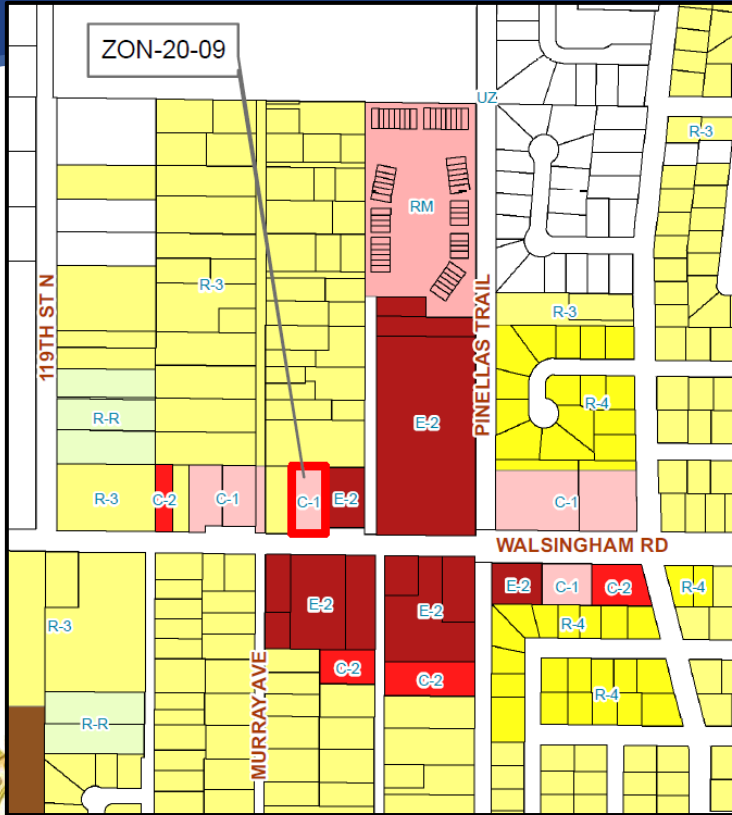 ZON-20-09
UZ
R-3
RM
119TH ST N
R-3
PINELLAS TRAIL
R-3
R-R
E-2
R-4
R-3
C-2
C-1
C-1
E-2
C-1
WALSINGHAM RD
R-3
E-2
E-2
E-2
C-1
C-2
R-4
R-4
MURRAY AVE
C-2
C-2
R-R
R-4